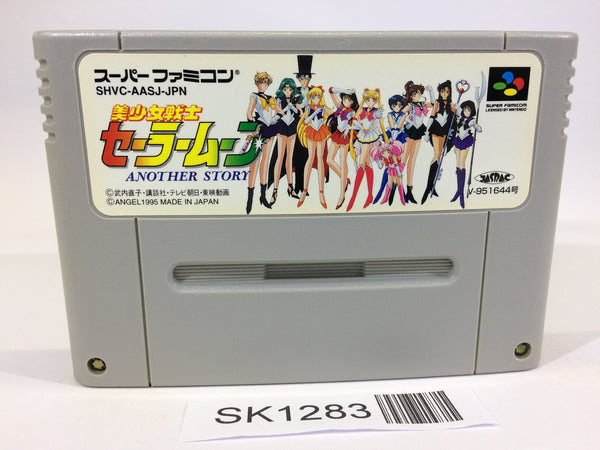 スーパーファミコン®
SHVC-AASJ-JPN
美少女戦士
セーラームーン
ANOTHER STORY
©武内直子・講談社・テレビ朝日・東映動画
©ANGEL1995 MADE IN JAPAN
SUPER FAMICOM
LICENSED BY NINTENDO
JASRAC
V-951644号
SK1283